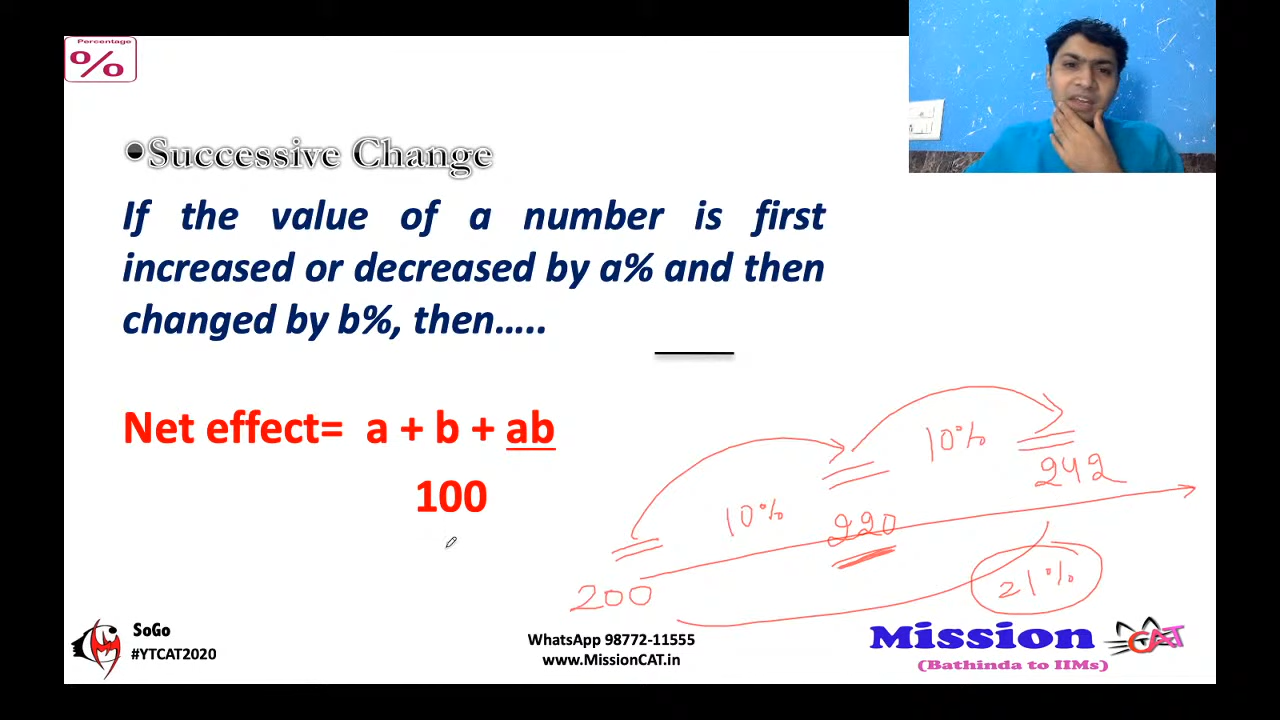 Percentage
%
•Successive Change
If the value of a number is first
increased or decreased by a% and then
changed by b%, then.....
Net effect= a + b + ab
100
10%
10%
242
220
200
21%
SoGo
#YTCAT2020
WhatsApp 98772-11555
www.MissionCAT.in
Mission CAT
(Bathinda to IIMs)